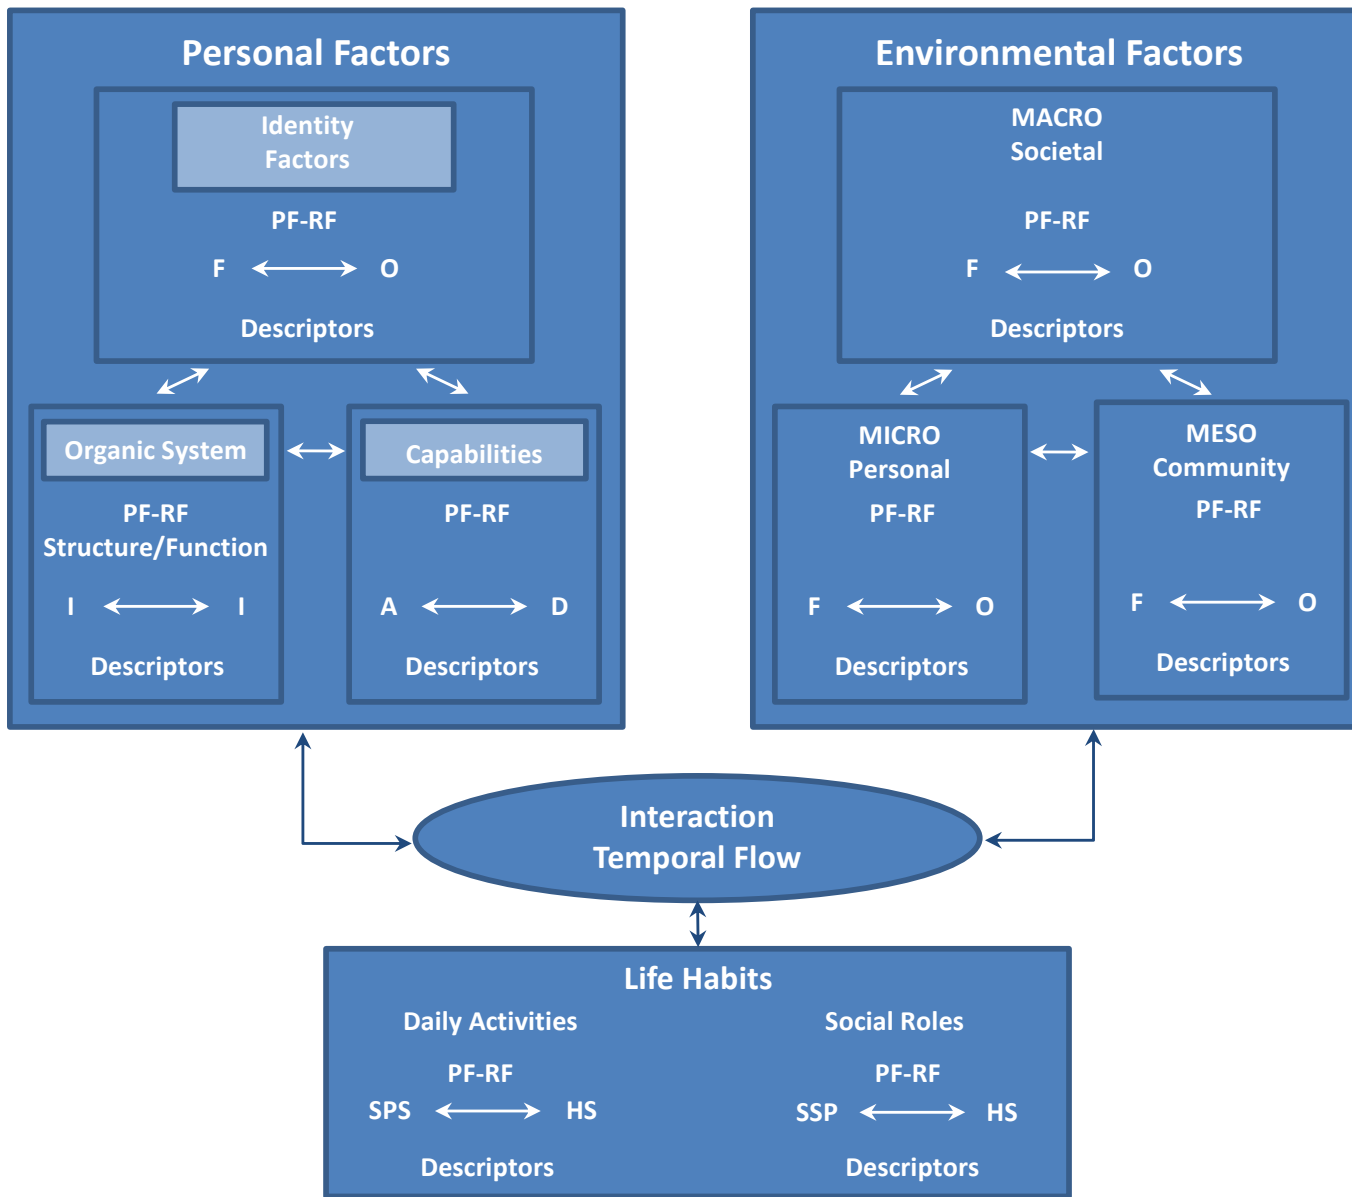 Personal Factors
Identity
Factors
PF-RF
F O
Descriptors
Organic System
PF-RF
Structure/Function
I I
Descriptors
Capabilities
PF-RF
A D
Descriptors
Environmental Factors
MACRO
Societal
PF-RF
F O
Descriptors
MICRO
Personal
PF-RF
F O
Descriptors
MESO
Community
PF-RF
F O
Descriptors
Interaction
Temporal Flow
Life Habits
Daily Activities
PF-RF
SPS HS
Descriptors
Social Roles
PF-RF
SSP HS
Descriptors